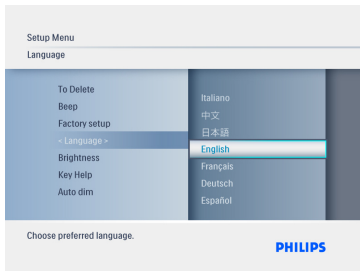 Setup Menu
Language
To Delete
Beep
Factory setup
< Language >
Brightness
Key Help
Auto dim
Italiano
中文
日本語
English
Français
Deutsch
Español
Choose preferred language.
PHILIPS